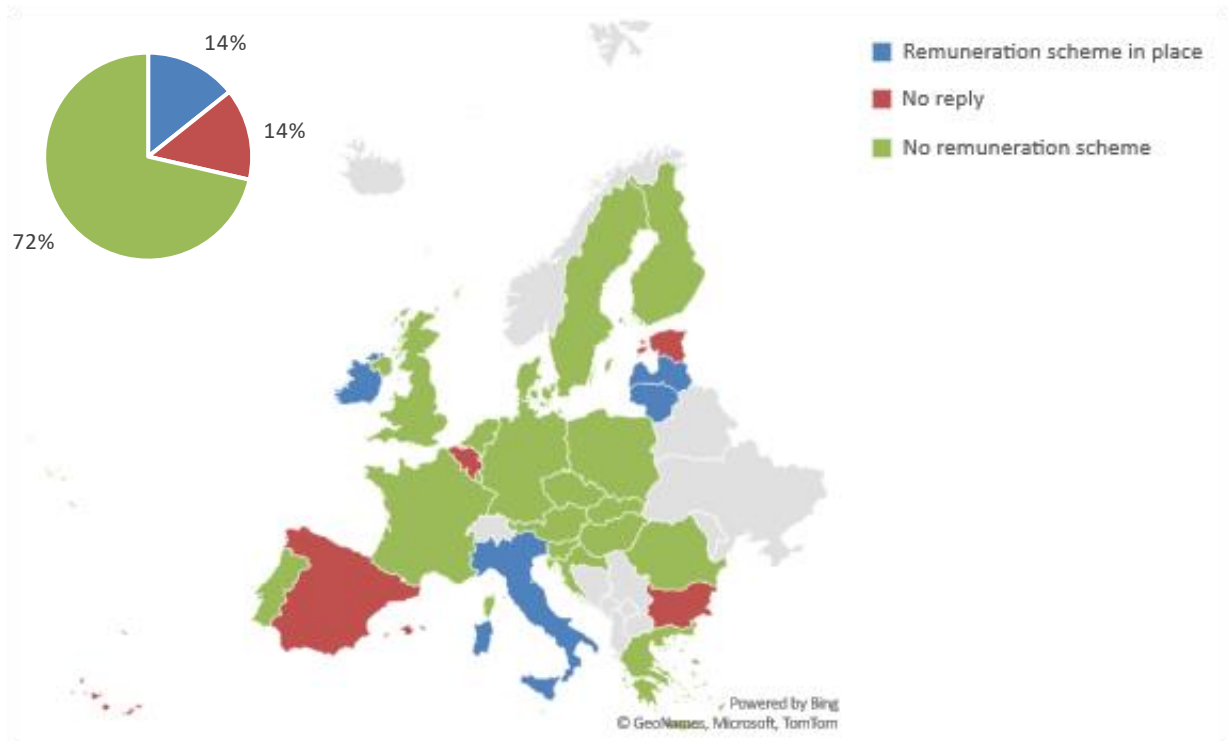 14%
14%
72%
Remuneration scheme in place
No reply
No remuneration scheme
Powered by Bing
© GeoNames, Microsoft, TomTom